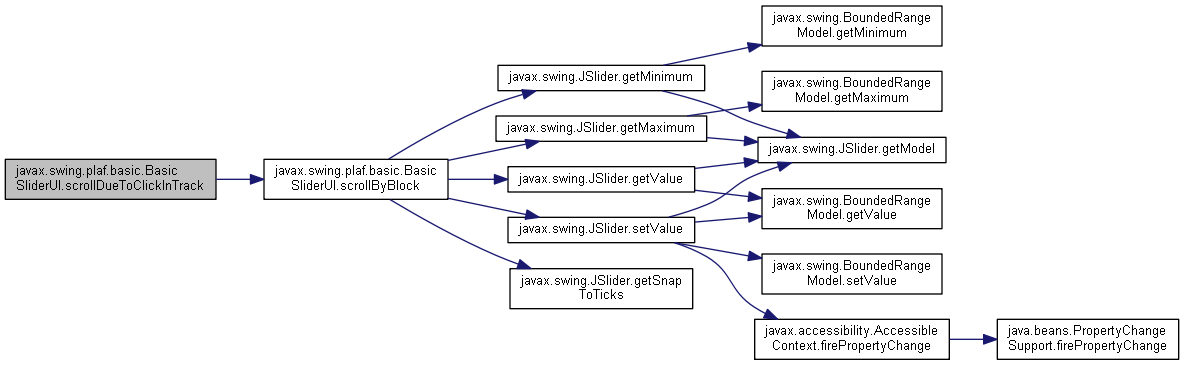 javax.swing.plaf.basic.Basic
SliderUI.scrollDueToClickInTrack
javax.swing.plaf.basic.Basic
SliderUI.scrollByBlock
javax.swing.JSlider.getMinimum
javax.swing.JSlider.getMaximum
javax.swing.JSlider.getValue
javax.swing.JSlider.setValue
javax.swing.JSlider.getSnap
ToTicks
javax.swing.BoundedRange
Model.getMinimum
javax.swing.BoundedRange
Model.getMaximum
javax.swing.JSlider.getModel
javax.swing.BoundedRange
Model.getValue
javax.swing.BoundedRange
Model.setValue
javax.accessibility.Accessible
Context.firePropertyChange
java.beans.PropertyChange
Support.firePropertyChange